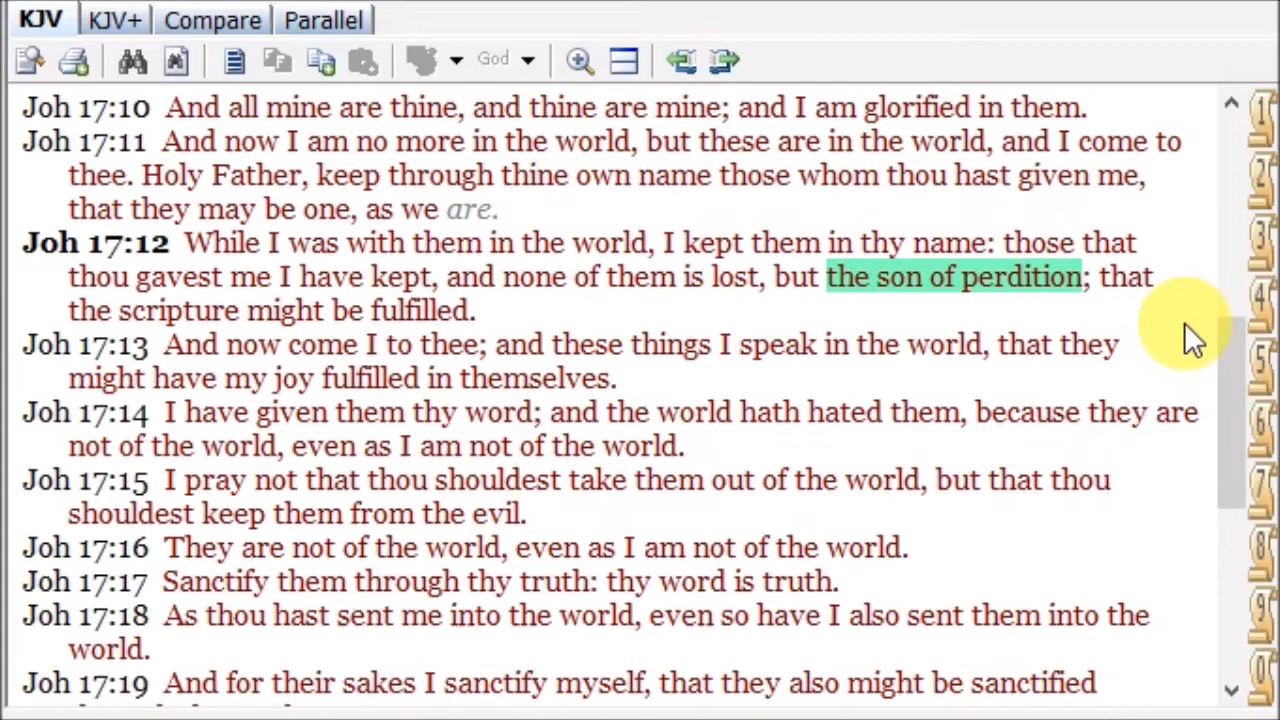 KJV KJV+ Compare Parallel
God
Joh 17:10 And all mine are thine, and thine are mine; and I am glorified in them.
Joh 17:11 And now I am no more in the world, but these are in the world, and I come to
thee. Holy Father, keep through thine own name those whom thou hast given me,
that they may be one, as we are.
Joh 17:12 While I was with them in the world, I kept them in thy name: those that
thou gavest me I have kept, and none of them is lost, but the son of perdition; that
the scripture might be fulfilled.
Joh 17:13 And now come I to thee; and these things I speak in the world, that they
might have my joy fulfilled in themselves.
Joh 17:14 I have given them thy word; and the world hath hated them, because they are
not of the world, even as I am not of the world.
Joh 17:15 I pray not that thou shouldest take them out of the world, but that thou
shouldest keep them from the evil.
Joh 17:16 They are not of the world, even as I am not of the world.
Joh 17:17 Sanctify them through thy truth: thy word is truth.
Joh 17:18 As thou hast sent me into the world, even so have I also sent them into the
world.
Joh 17:19 And for their sakes I sanctify myself, that they also might be sanctified
1
2
3
4
5
6
7
8
9
0